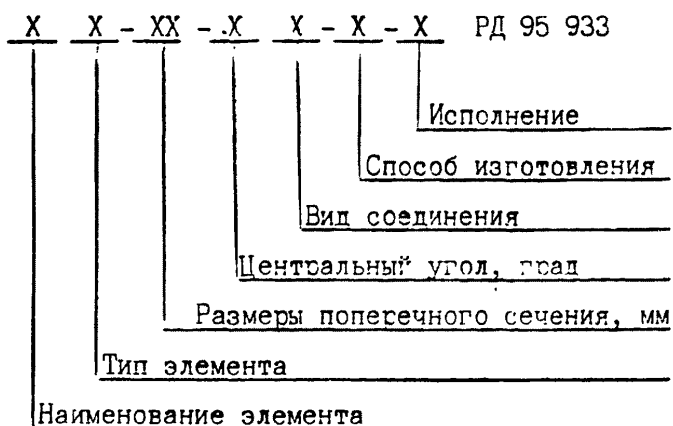 X X - XX - X X - X - X РД 95 933
Исполнение
Способ изготовления
Вид соединения
Центральный угол, град
Размеры поперечного сечения, мм
Тип элемента
Наименование элемента